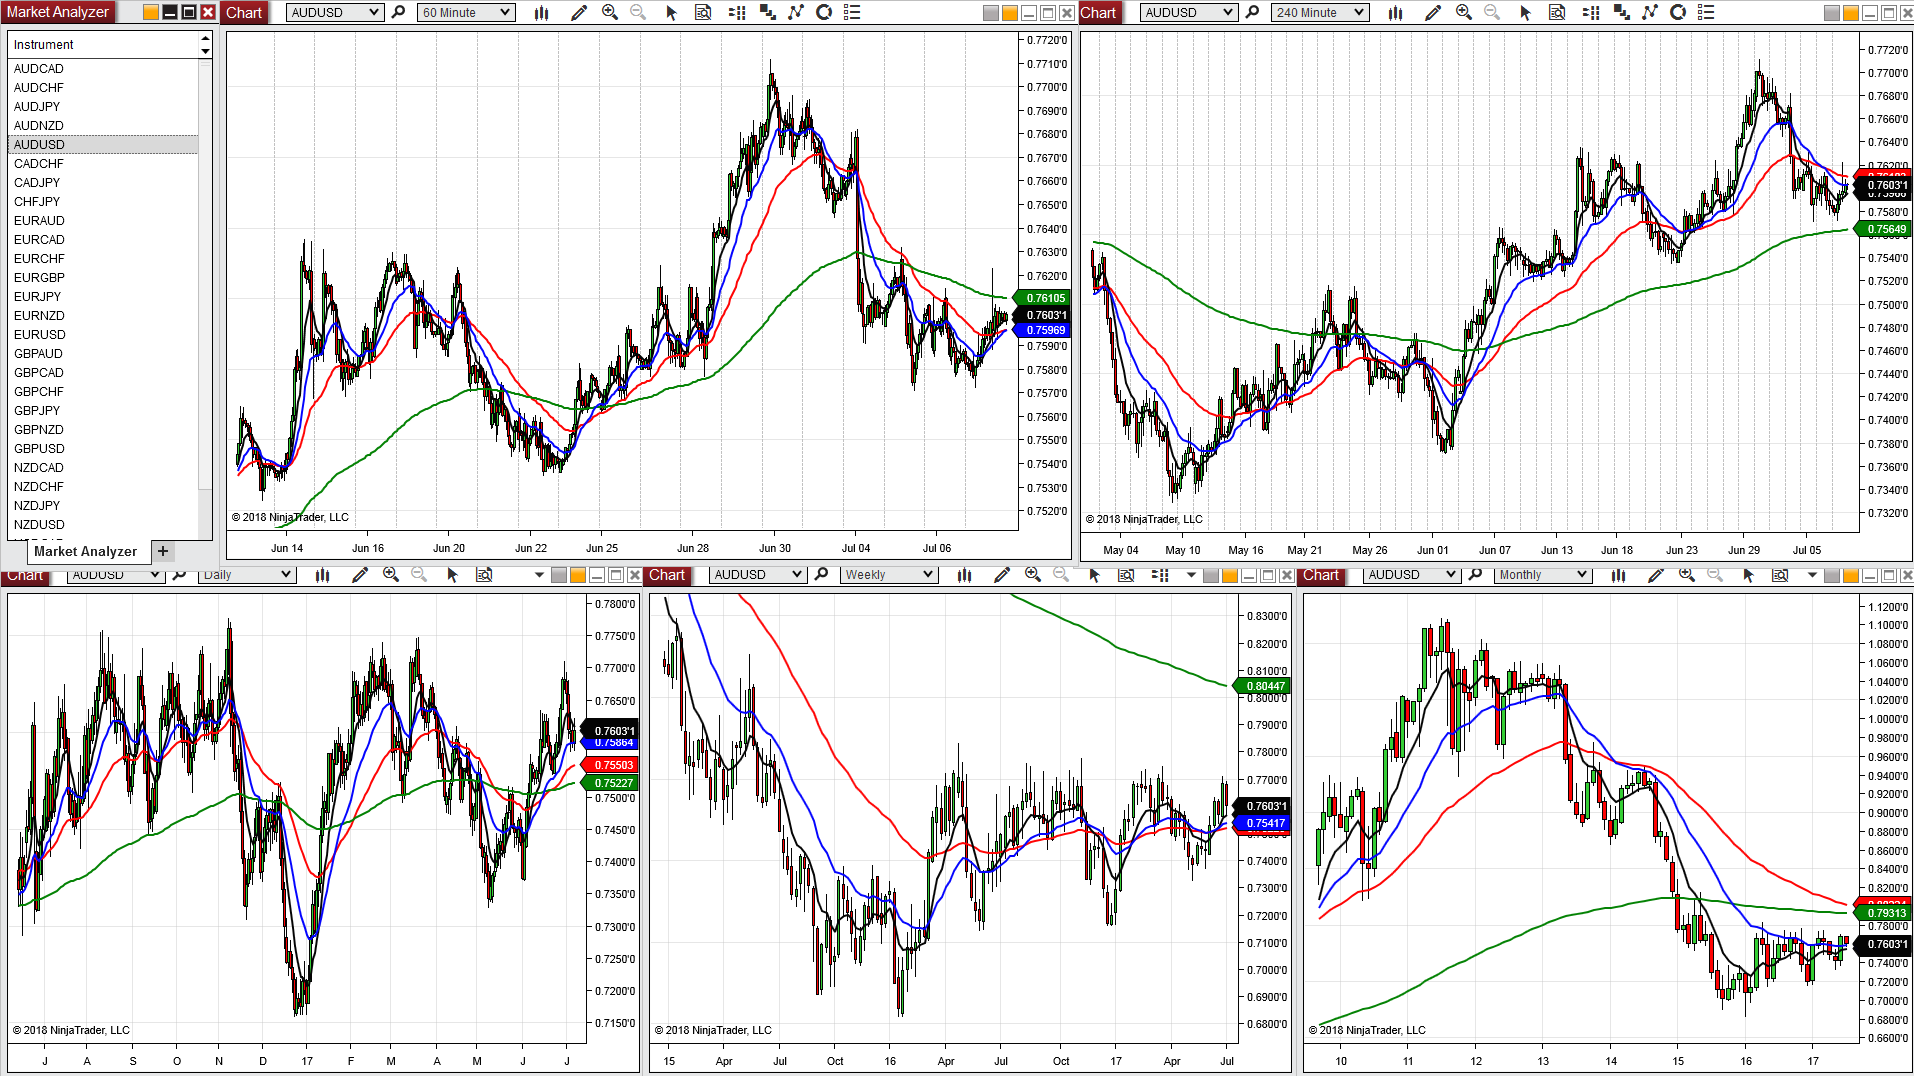 Market Analyzer
Instrument
AUDCAD
AUDCHF
AUDJPY
AUDNZD
AUDUSD
CADCHF
CADJPY
CHFJPY
EURAUD
EURCAD
EURCHF
EURGBP
EURJPY
EURNZD
EURUSD
GBPAUD
GBPCAD
GBPCHF
GBPJPY
GBPNZD
GBPUSD
NZDCAD
NZDCHF
NZDJPY
NZDUSD
Market Analyzer +
Chart AUDUSD 60 Minute
0.7720'0
0.7710'0
0.7700'0
0.7690'0
0.7680'0
0.7670'0
0.7660'0
0.7650'0
0.7640'0
0.7630'0
0.7620'0
0.76105
0.7603'1
0.75969
0.7590'0
0.7580'0
0.7570'0
0.7560'0
0.7550'0
0.7540'0
0.7530'0
0.7520'0
© 2018 NinjaTrader, LLC
Jun 14 Jun 16 Jun 20 Jun 22 Jun 25 Jun 28 Jun 30 Jul 04 Jul 06
Chart AUDUSD 240 Minute
0.7720'0
0.7700'0
0.7680'0
0.7660'0
0.7640'0
0.7620'0
0.7603'1
0.7580'0
0.75649
0.7540'0
0.7520'0
0.7500'0
0.7480'0
0.7460'0
0.7440'0
0.7420'0
0.7400'0
0.7380'0
0.7360'0
0.7340'0
0.7320'0
© 2018 NinjaTrader, LLC
May 04 May 10 May 16 May 21 May 26 Jun 01 Jun 07 Jun 13 Jun 18 Jun 23 Jun 29 Jul 05
Chart AUDUSD Daily
0.7800'0
0.7750'0
0.7700'0
0.7650'0
0.7603'1
0.75864
0.75503
0.75227
0.7500'0
0.7450'0
0.7400'0
0.7350'0
0.7300'0
0.7250'0
0.7200'0
0.7150'0
© 2018 NinjaTrader, LLC
J A S O N D 17 F M A M J J
Chart AUDUSD Weekly
0.8300'0
0.8200'0
0.8100'0
0.80447
0.8000'0
0.7900'0
0.7800'0
0.7700'0
0.7603'1
0.75417
0.7400'0
0.7300'0
0.7200'0
0.7100'0
0.7000'0
0.6900'0
0.6800'0
© 2018 NinjaTrader, LLC
15 Apr Jul Oct 16 Apr Jul Oct 17 Apr Jul
Chart AUDUSD Monthly
1.1200'0
1.1000'0
1.0800'0
1.0600'0
1.0400'0
1.0200'0
1.0000'0
0.9800'0
0.9600'0
0.9400'0
0.9200'0
0.9000'0
0.8800'0
0.8600'0
0.8400'0
0.8200'0
0.79313
0.7800'0
0.7603'1
0.7400'0
0.7200'0
0.7000'0
0.6800'0
0.6600'0
© 2018 NinjaTrader, LLC
10 11 12 13 14 15 16 17